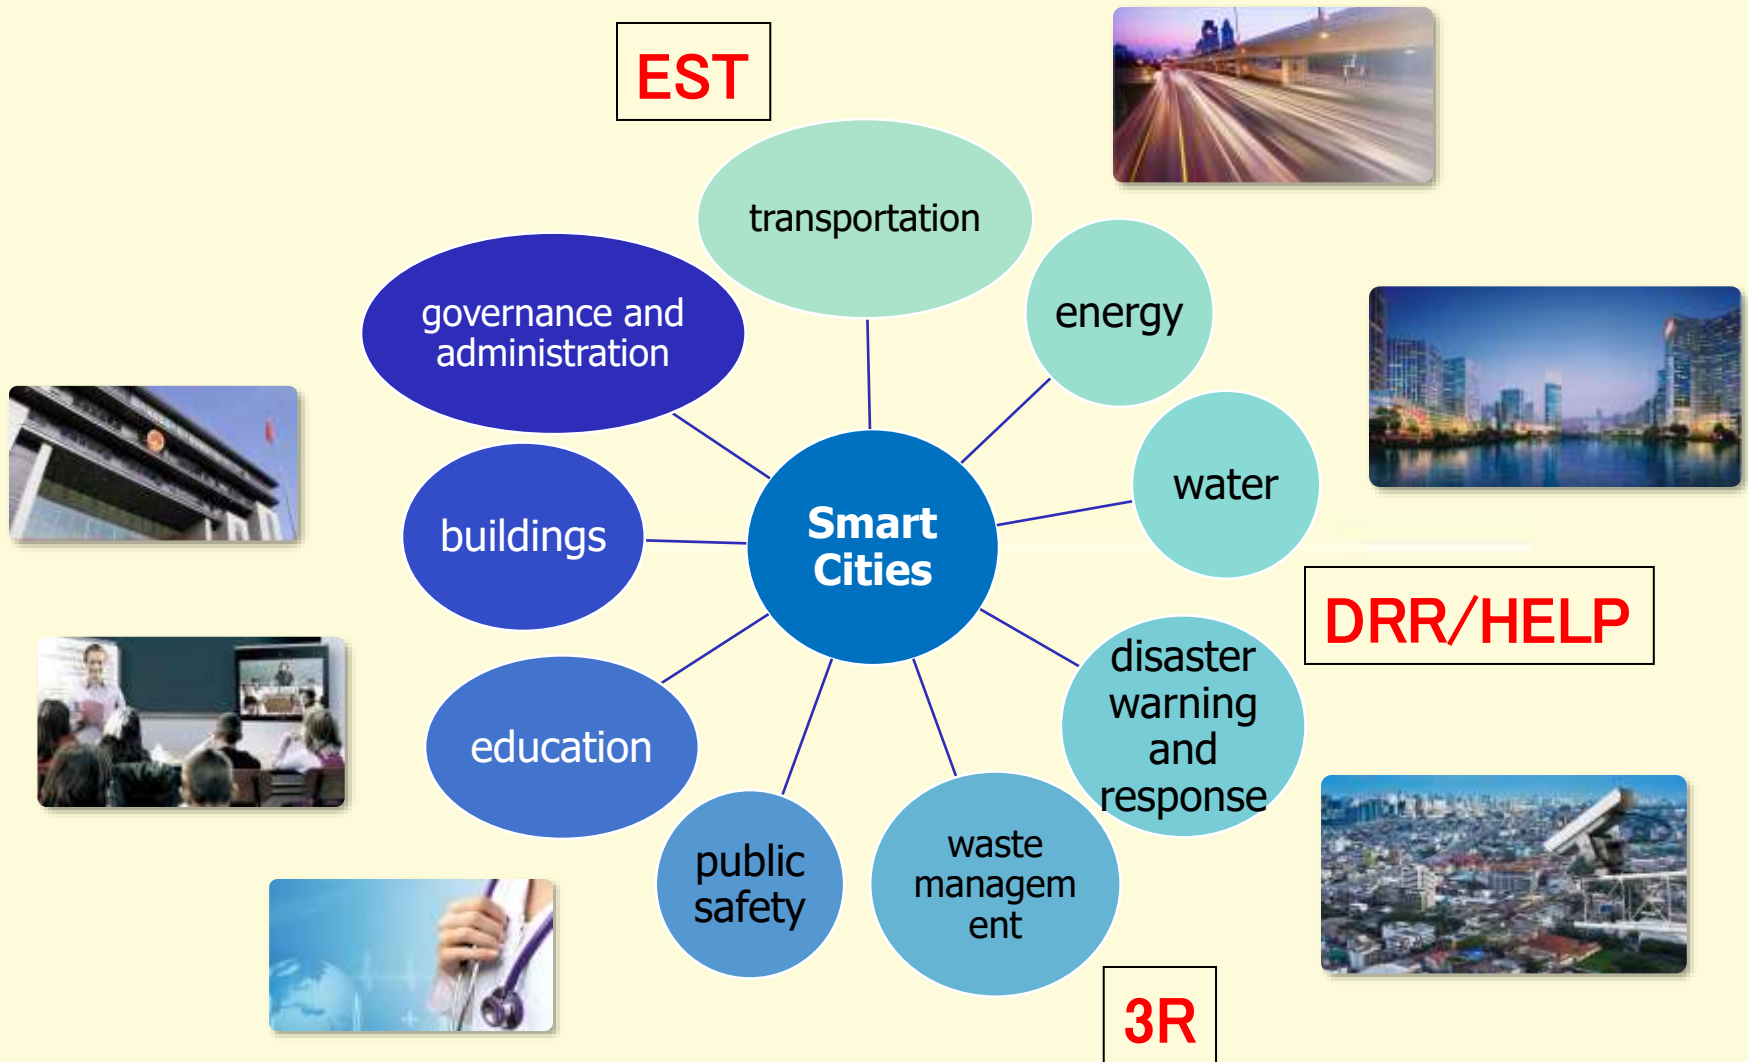 EST
transportation
governance and
administration
energy
water
buildings
Smart
Cities
DRR/HELP
disaster
warning
and
response
education
waste
managem
ent
public
safety
3R